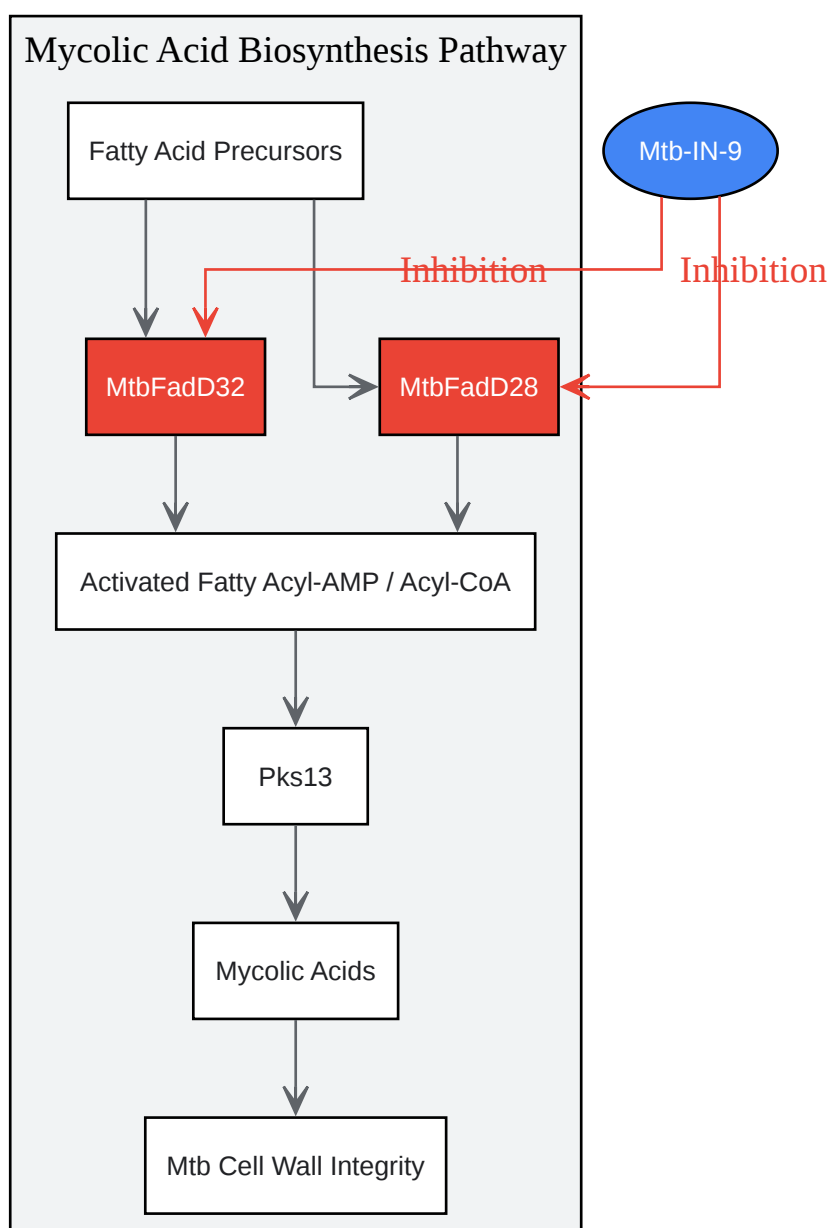 Mycolic Acid Biosynthesis Pathway
Fatty Acid Precursors
Mtb-IN-9
Inhibition
Inhibition
MtbFadD32
MtbFadD28
Activated Fatty Acyl-AMP / Acyl-CoA
Pks13
Mycolic Acids
Mtb Cell Wall Integrity